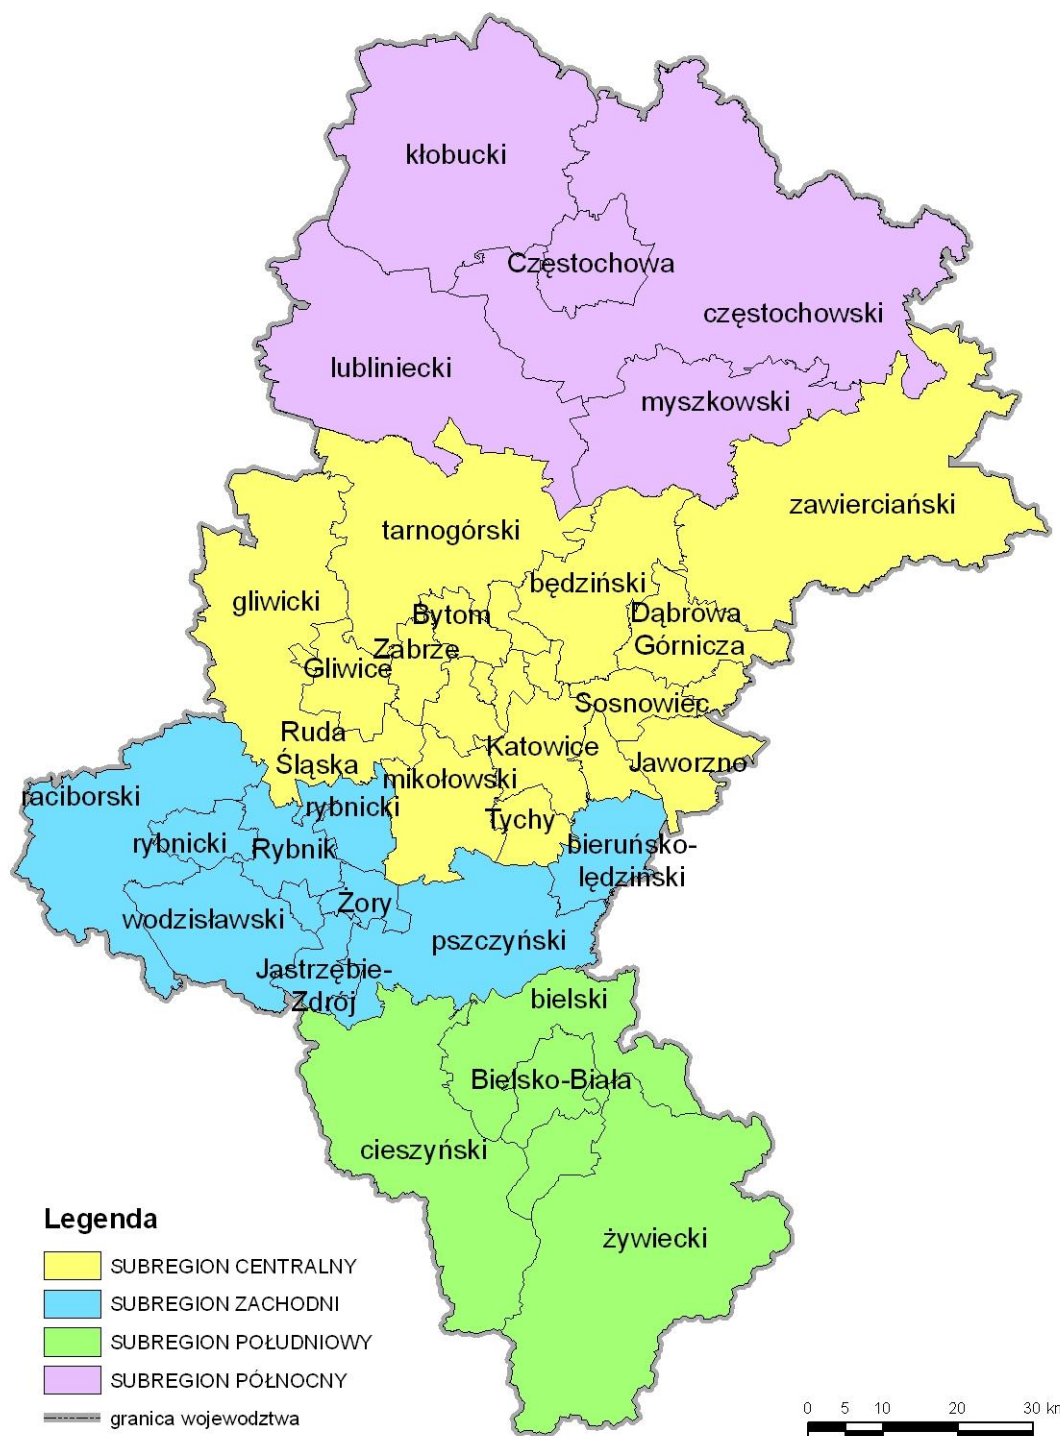 kłobucki
Częstochowa
częstochowski
lubliniecki
myszkowski
zawierciański
tarnogórski
będziński
gliwicki
Bytom
Dąbrowa
Górnicza
Zabrze
Gliwice
Sosnowiec
Ruda
Śląska
Katowice
mikołowski
Jaworzno
raciborski
rybnicki
Tychy
rybnicki
Rybnik
bieruńsko-
lędziński
Żory
wodzisławski
pszczyński
Jastrzębie-
Zdrój
bielski
Bielsko-Biała
cieszyński
żywiecki
Legenda
SUBREGION CENTRALNY
SUBREGION ZACHODNI
SUBREGION POŁUDNIOWY
SUBREGION PÓŁNOCNY
granica wojewodztwa
0 5 10 20 30 km